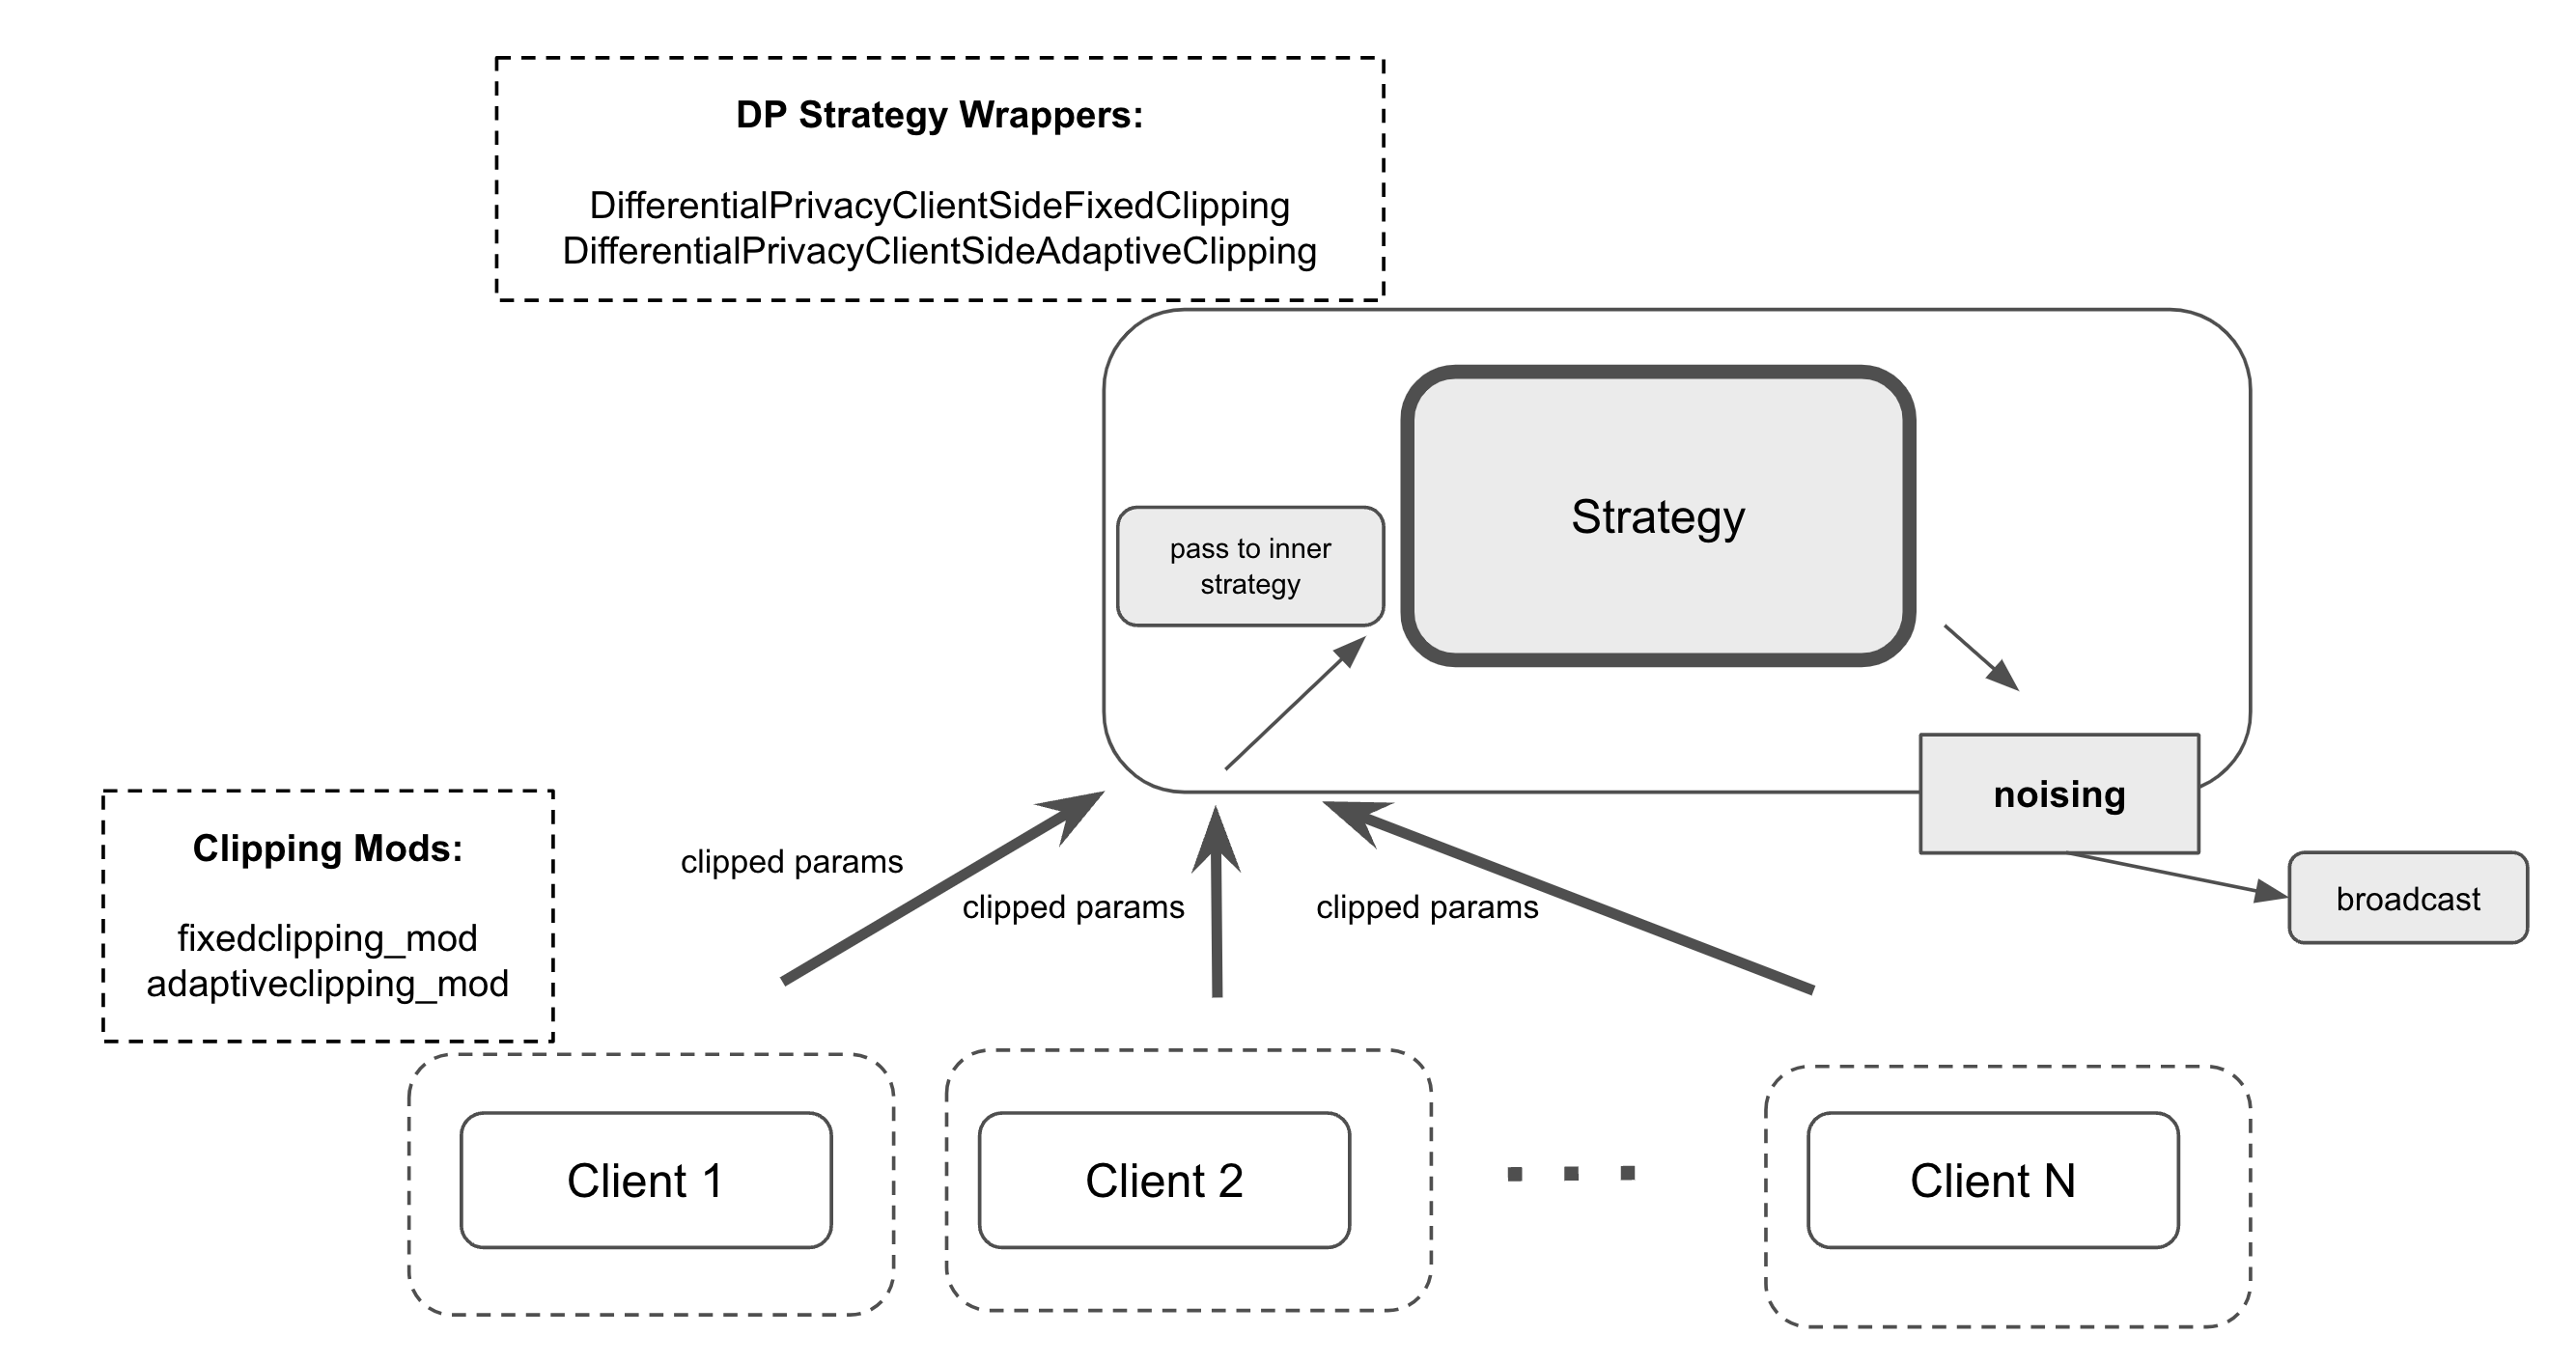 DP Strategy Wrappers:
DifferentialPrivacyClientSideFixedClipping
DifferentialPrivacyClientSideAdaptiveClipping
pass to inner
strategy
Strategy
noising
broadcast
Clipping Mods:
fixedclipping_mod
adaptiveclipping_mod
clipped params
clipped params
clipped params
Client 1
Client 2
Client N